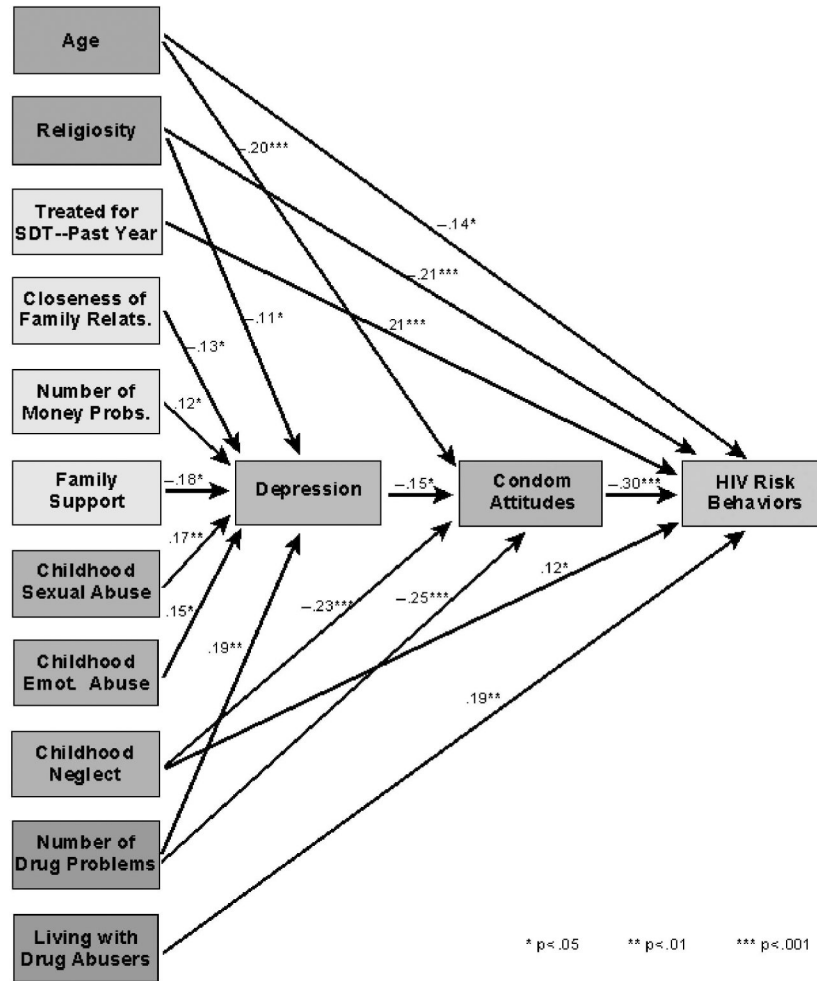 Age
Religiosity
–.20***
Treated for
SDT--Past Year
–.14*
–.21***
.21***
Closeness of
Family Relats.
–.11*
–.13*
Number of
Money Probs.
.12*
Family
Support
–.18*
Depression
–.15*
Condom
Attitudes
–.30***
HIV Risk
Behaviors
.17**
Childhood
Sexual Abuse
.12*
–.25***
–.23***
.15*
.19**
Childhood
Emot. Abuse
.19**
Childhood
Neglect
Number of
Drug Problems
Living with
Drug Abusers
* p<.05 ** p<.01 *** p<.001